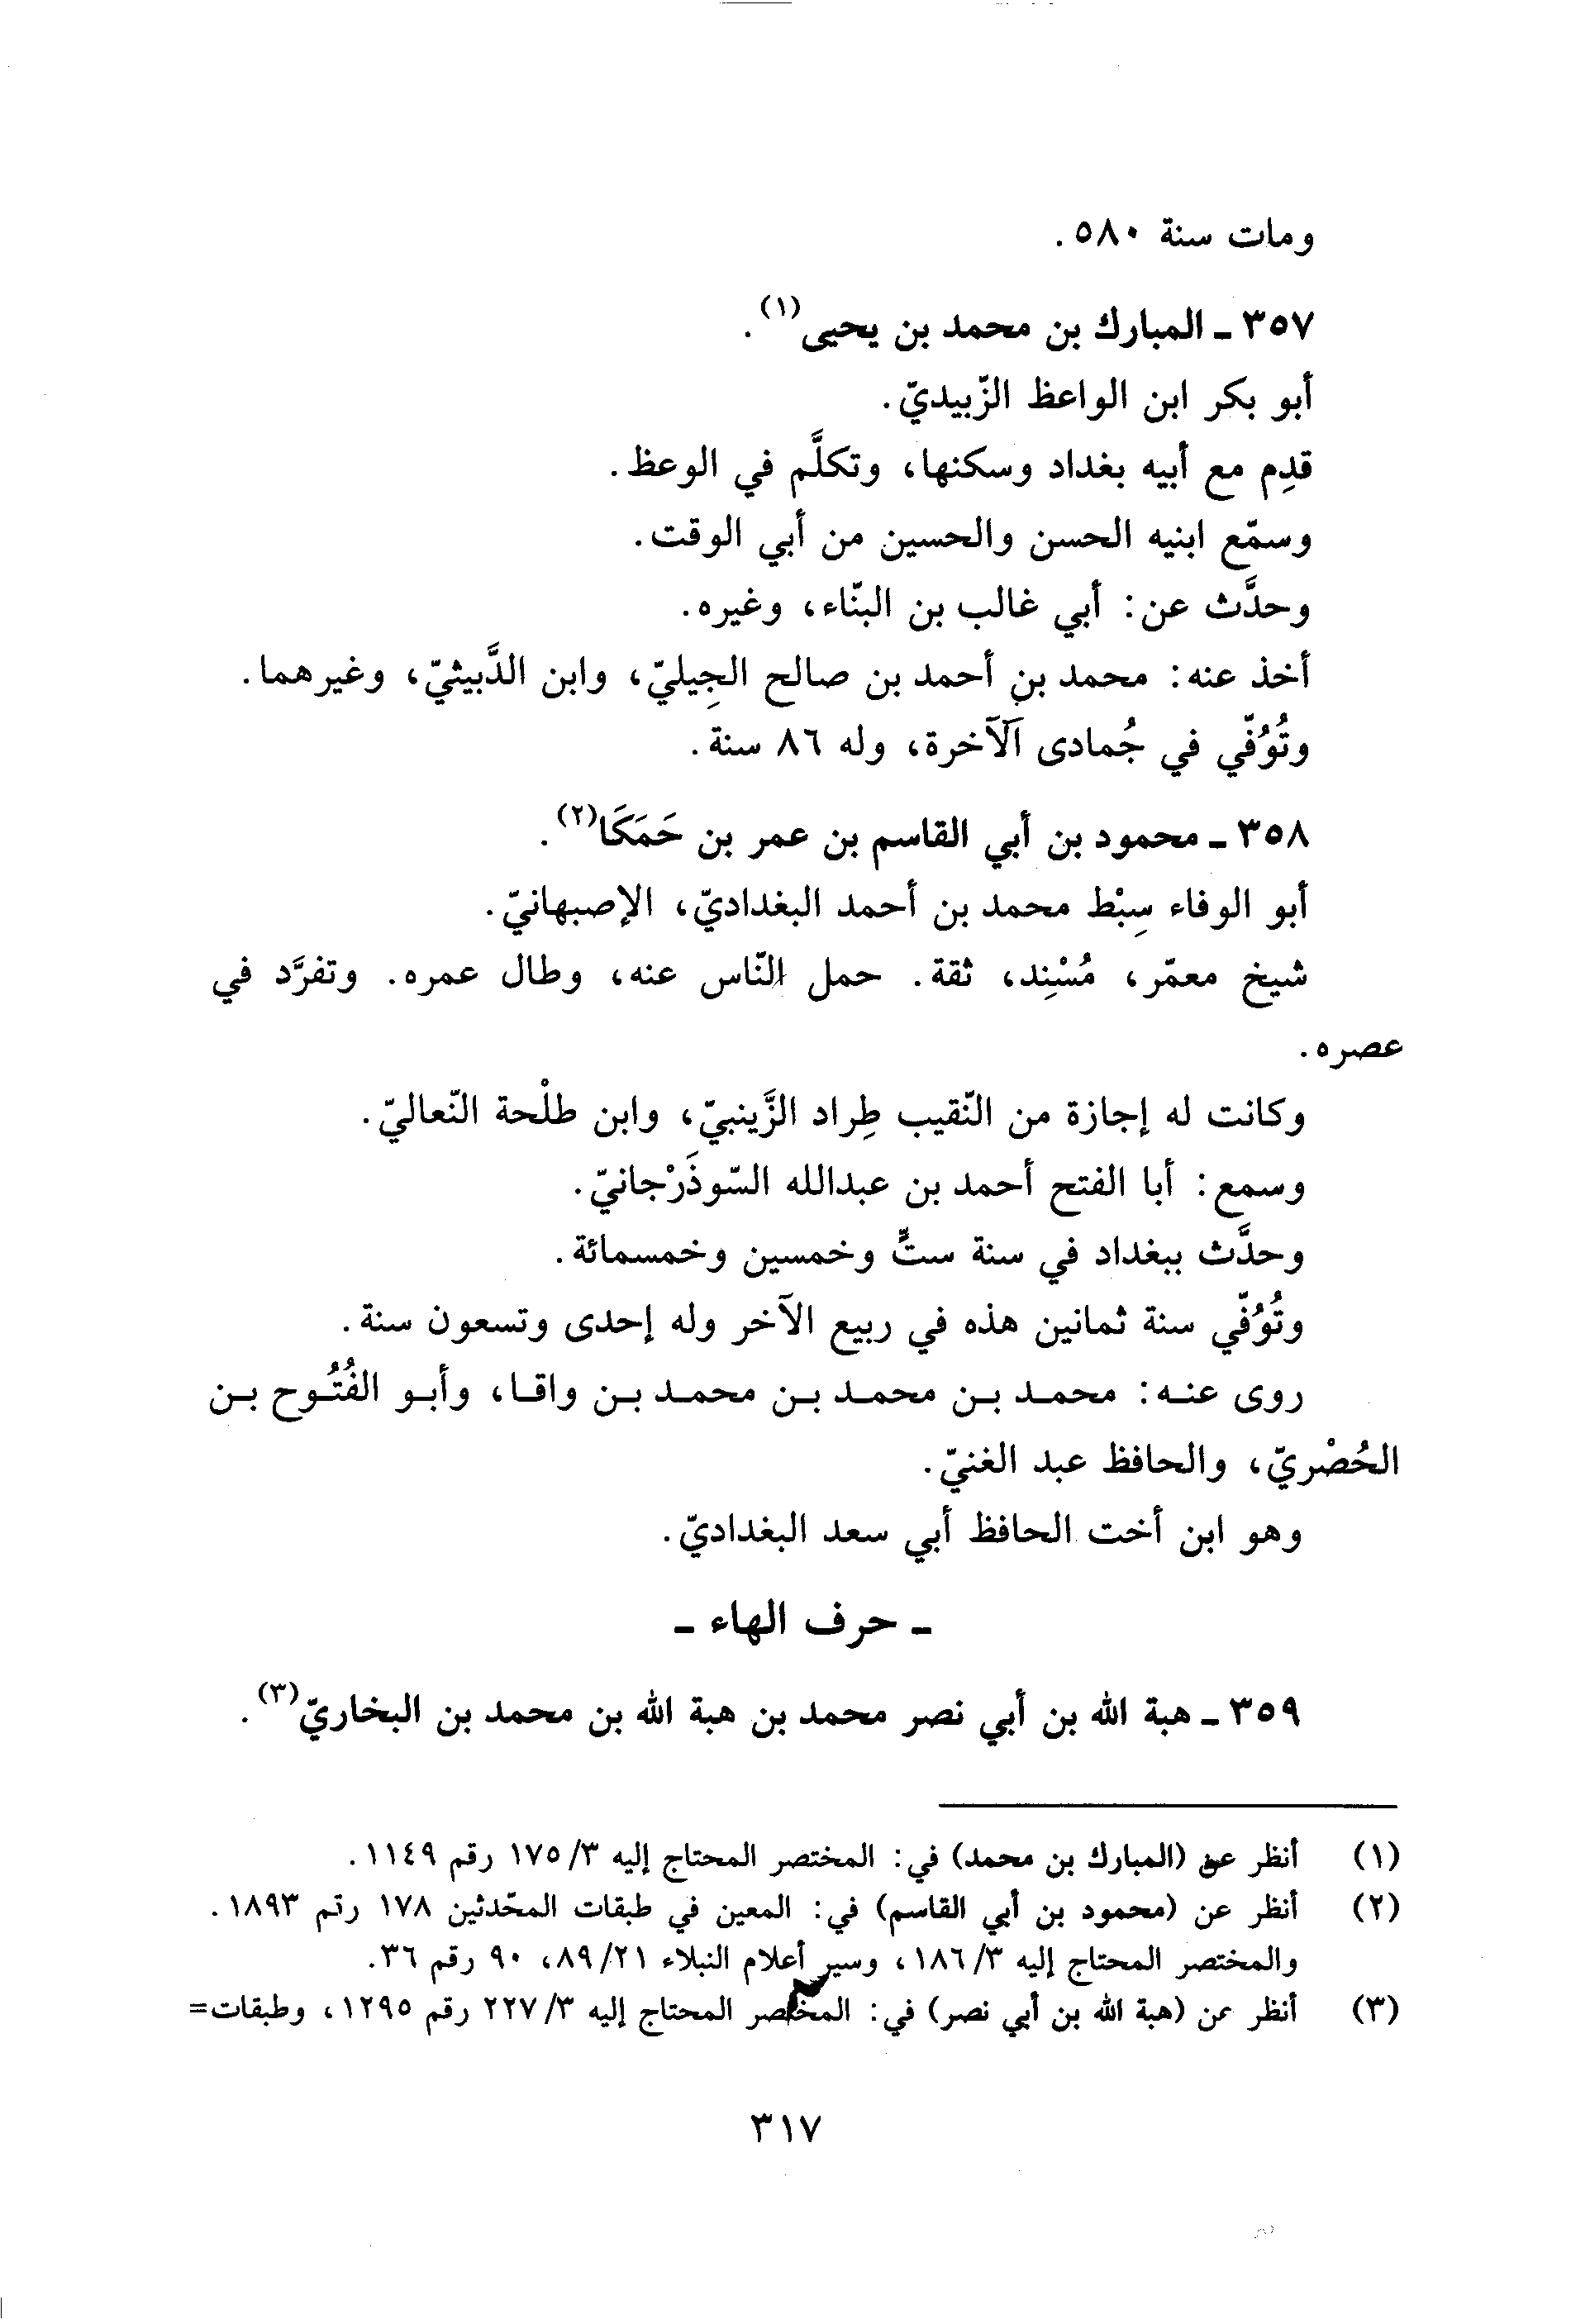 ومات سنة ٥٨٠.
٣٥٧ ـ المبارك بن محمد بن يحيى(١).
أبو بكر ابن الواعظ الزّبيديّ.
قدِم مع أبيه بغداد وسكنها، وتكلَّم في الوعظ.
وسمّع ابنيه الحسن والحسين من أبي الوقت.
وحدَّث عن: أبي غالب بن البنّاء، وغيره.
أخذ عنه: محمد بن أحمد بن صالح الجِيليّ، وابن الدَّبيثيّ، وغيرهما.
وتُوُفّي في جُمادى الآخرة، وله ٨٦ سنة.
٣٥٨ ـ محمود بن أبي القاسم بن عمر بن حَمَكَا(٢).
أبو الوفاء سِبْط محمد بن أحمد البغداديّ، الإصبهانيّ.
شيخ معمّر، مُسْنِد، ثقة. حمل النّاس عنه، وطال عمره. وتفرَّد في
عصره.
وكانت له إجازة من النّقيب طِراد الزَّينبيّ، وابن طلْحة النّعاليّ.
وسمع: أبا الفتح أحمد بن عبدالله السّوذَرْجانيّ.
وحدَّث ببغداد في سنة ستٍّ وخمسين وخمسمائة.
وتُوُفّي سنة ثمانين هذه في ربيع الآخر وله إحدى وتسعون سنة.
روى عنه: محمد بن محمد بن محمد بن واقا، وأبو الفُتُوح بن
الحُصْريّ، والحافظ عبد الغنيّ.
وهو ابن أخت الحافظ أبي سعد البغداديّ.
ـ حرف الهاء ـ
٣٥٩ ـ هبة الله بن أبي نصر محمد بن هبة الله بن محمد بن البخاريّ(٣).
(١) أنظر عن (المبارك بن محمد) في: المختصر المحتاج إليه ٣/ ١٧٥ رقم ١١٤٩.
(٢) أنظر عن (محمود بن أبي القاسم) في: المعين في طبقات المحّدثين ١٧٨ رتم ١٨٩٣.
والمختصر المحتاج إليه ٣/ ١٨٦، وسير أعلام النبلاء ٢١/ ٨٩، ٩٠ رقم ٣٦.
(٣) أنظر عن (هبة الله بن أبي نصر) في: المختصر المحتاج إليه ٣/ ٢٢٧ رقم ١٢٩٥، وطبقات=
٣١٧